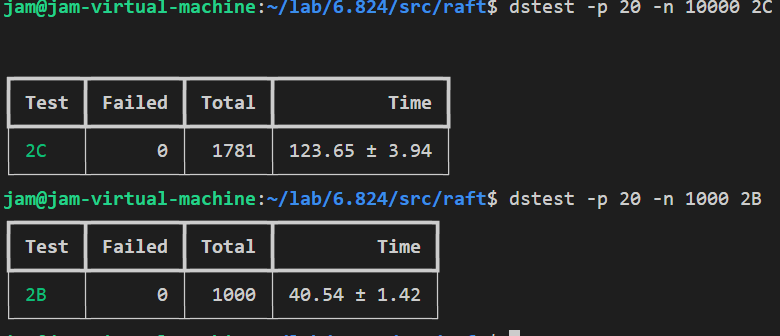 jam@jam-virtual-machine:~/lab/6.824/src/raft$ dstest -p 20 -n 10000 2C
Test Failed Total Time
2C 0 1781 123.65 ± 3.94
jam@jam-virtual-machine:~/lab/6.824/src/raft$ dstest -p 20 -n 1000 2B
Test Failed Total Time
2B 0 1000 40.54 ± 1.42